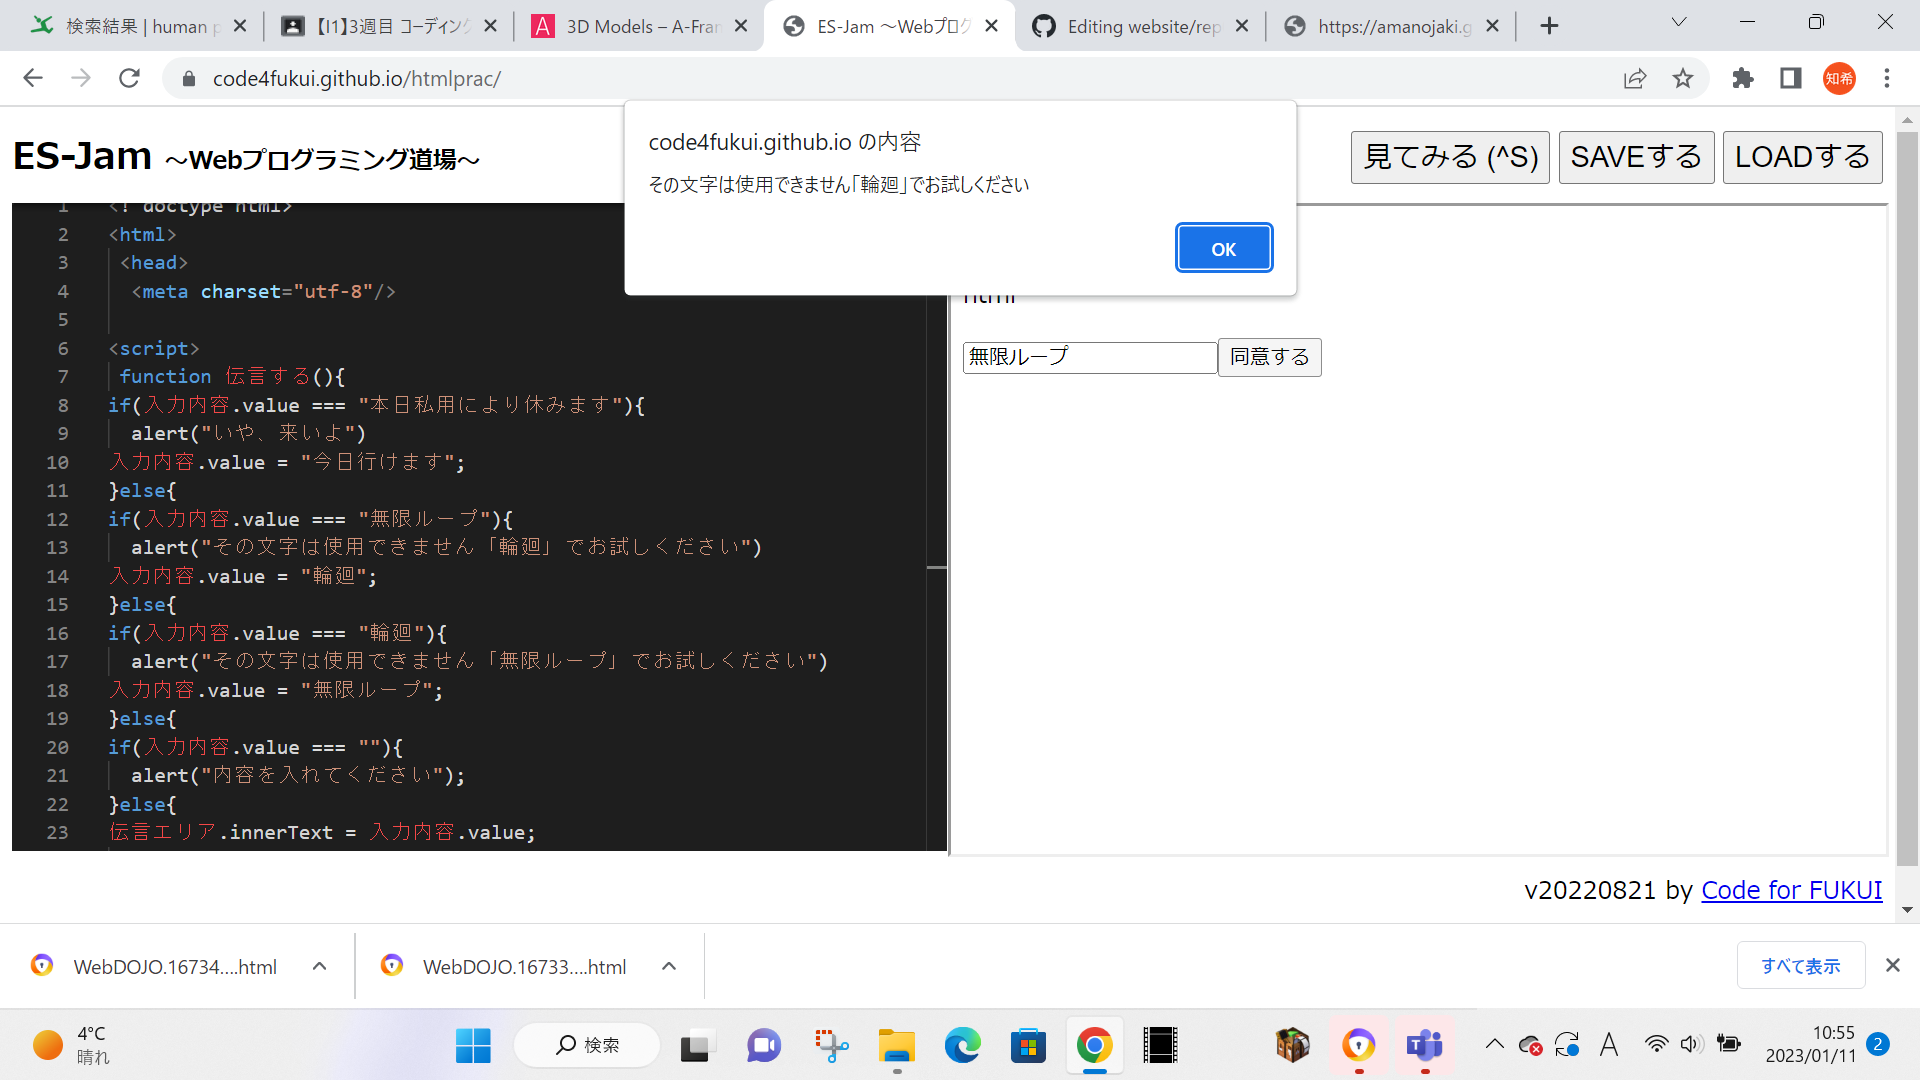 検索結果 | human p
【I1】3週目 コーディング
3D Models – A-Fram
ES-Jam ～Webプログ
Editing website/rep
https://amanojaki.g
code4fukui.github.io/htmlprac/
知希
code4fukui.github.io の内容
その文字は使用できません「輪廻」でお試しください
OK
ES-Jam ～Webプログラミング道場～
見てみる (^S)
SAVEする
LOADする
1 <! doctype html>
2 <html>
3 <head>
4 <meta charset="utf-8"/>
5
6 <script>
7 function 伝言する(){
8 if(入力内容.value === "本日私用により休みます"){
9 alert("いや、来いよ")
10 入力内容.value = "今日行けます";
11 }else{
12 if(入力内容.value === "無限ループ"){
13 alert("その文字は使用できません「輪廻」でお試しください")
14 入力内容.value = "輪廻";
15 }else{
16 if(入力内容.value === "輪廻"){
17 alert("その文字は使用できません「無限ループ」でお試しください")
18 入力内容.value = "無限ループ";
19 }else{
20 if(入力内容.value === ""){
21 alert("内容を入れてください");
22 }else{
23 伝言エリア.innerText = 入力内容.value;
html
無限ループ
同意する
v20220821 by Code for FUKUI
WebDOJO.16734....html
WebDOJO.16733....html
すべて表示
4°C
晴れ
検索
A
10:55
2023/01/11
2